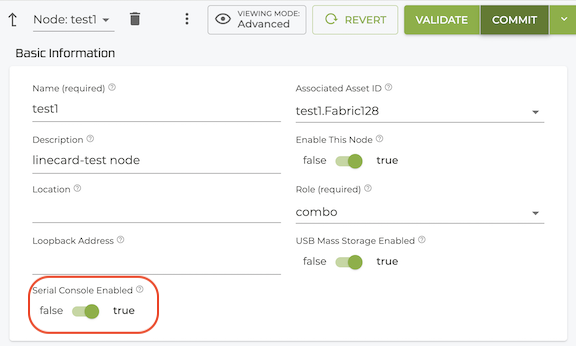 Node: test1
VIEWING MODE:
Advanced
REVERT
VALIDATE
COMMIT
Basic Information
Name (required)
test1
Associated Asset ID
test1.Fabric128
Description
linecard-test node
Enable This Node
false true
Location
Role (required)
combo
Loopback Address
USB Mass Storage Enabled
false true
Serial Console Enabled
false true